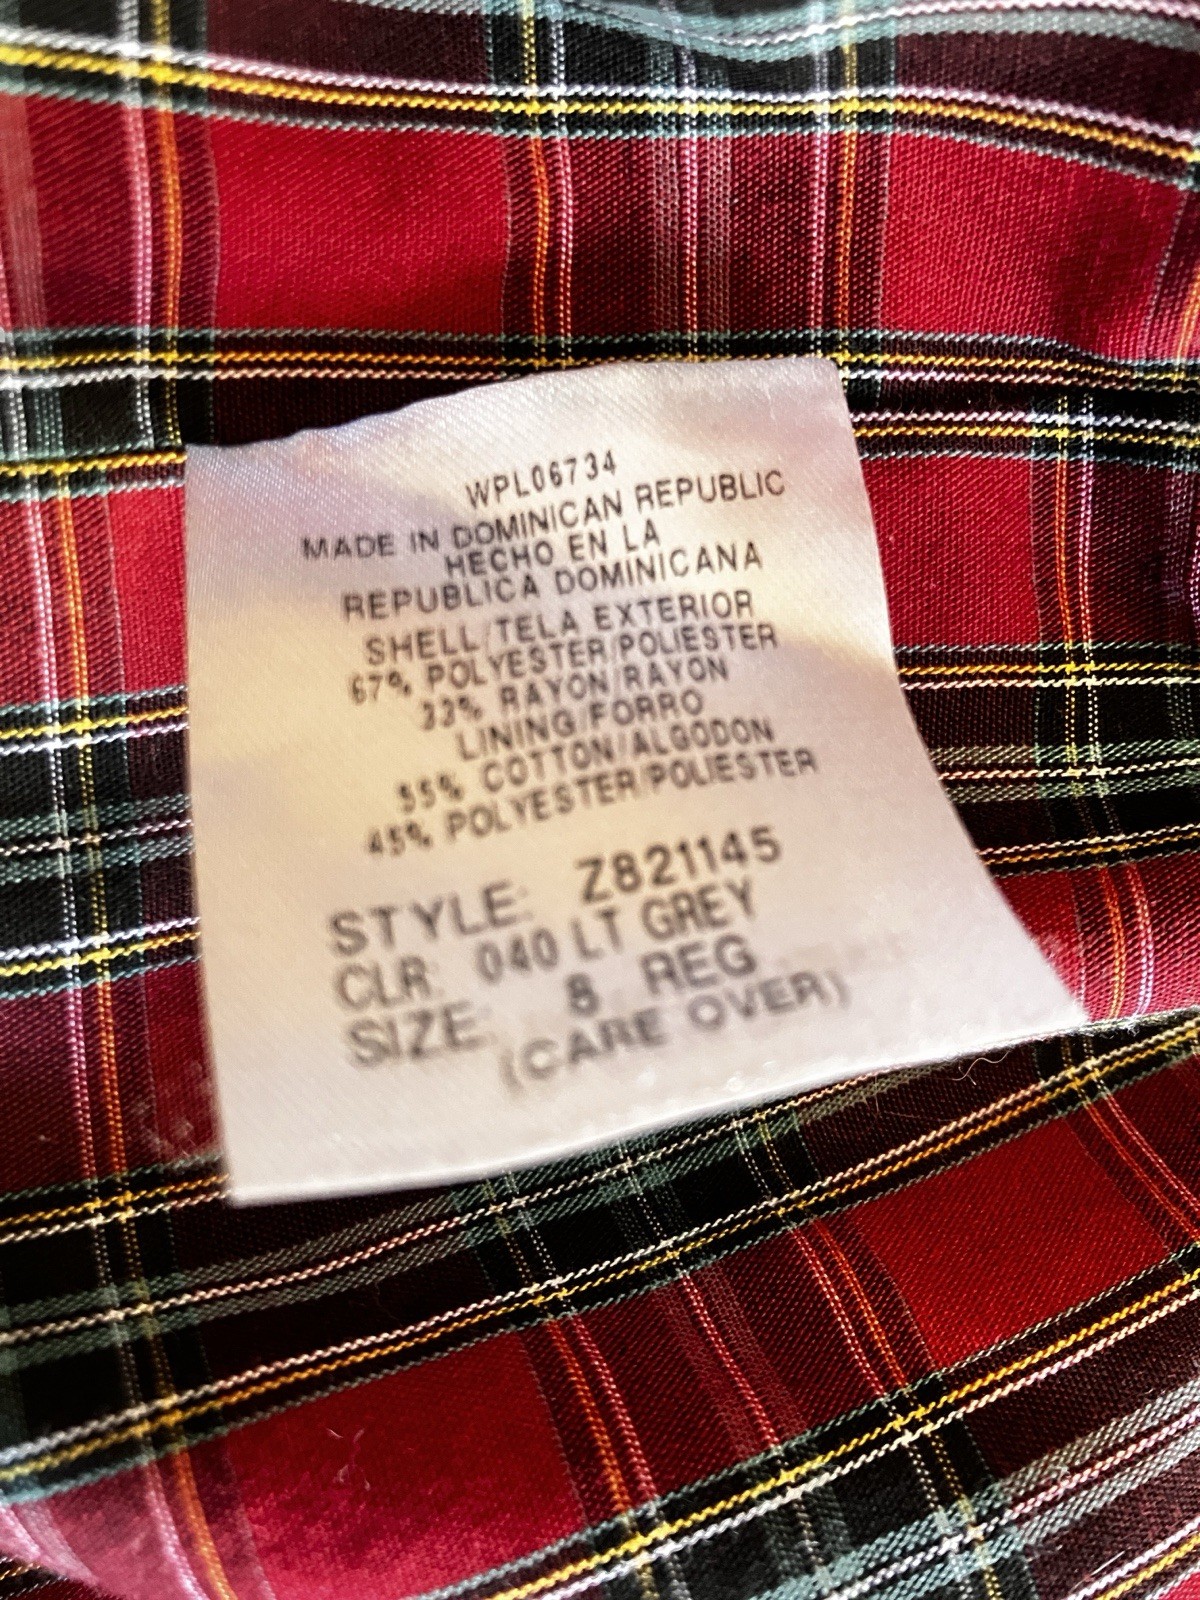 WPL06734
MADE IN DOMINICAN REPUBLIC
HECHO EN LA
REPUBLICA DOMINICANA
SHELL/TELA EXTERIOR
67% POLYESTER/POLIESTER
33% RAYON/RAYON
LINING/FORRO
55% COTTON/ALGODON
45% POLYESTER/POLIESTER
STYLE: Z821145
CLR: 040 LT GREY
SIZE: 8 REG
(CARE OVER)